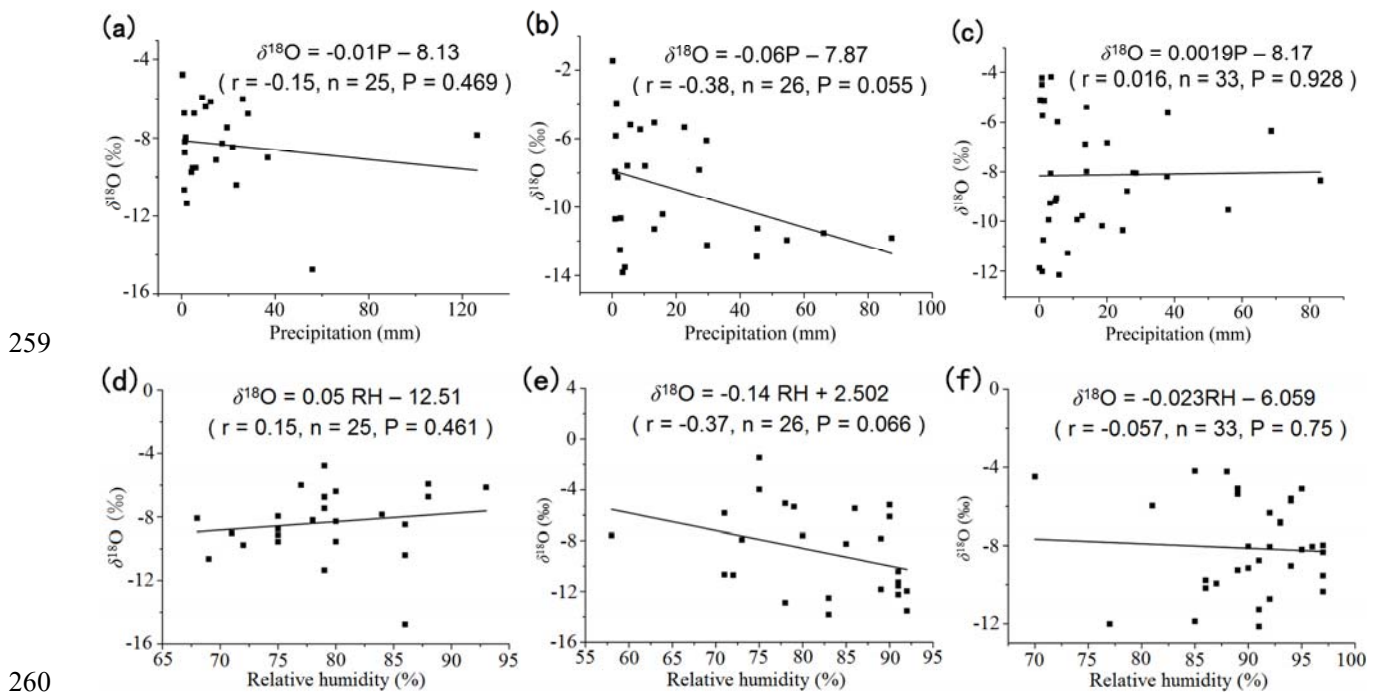 (a)
δ¹⁸O = -0.01P – 8.13
( r = -0.15, n = 25, P = 0.469 )
-4
-8
-12
-16
δ¹⁸O (‰)
0 40 80 120
Precipitation (mm)
(b)
δ¹⁸O = -0.06P – 7.87
( r = -0.38, n = 26, P = 0.055 )
-2
-6
-10
-14
δ¹⁸O (‰)
0 20 40 60 80 100
Precipitation (mm)
(c)
δ¹⁸O = 0.0019P – 8.17
( r = 0.016, n = 33, P = 0.928 )
-4
-6
-8
-10
-12
δ¹⁸O (‰)
0 20 40 60 80
Precipitation (mm)
259
(d)
δ¹⁸O = 0.05 RH – 12.51
( r = 0.15, n = 25, P = 0.461 )
0
-4
-8
-12
-16
δ¹⁸O (‰)
65 70 75 80 85 90 95
Relative humidity (%)
(e)
δ¹⁸O = -0.14 RH + 2.502
( r = -0.37, n = 26, P = 0.066 )
4
0
-4
-8
-12
-16
δ¹⁸O (‰)
55 60 65 70 75 80 85 90 95
Relative humidity (%)
(f)
δ¹⁸O = -0.023RH – 6.059
( r = -0.057, n = 33, P = 0.75 )
0
-4
-8
-12
δ¹⁸O (‰)
70 75 80 85 90 95 100
Relative humidity (%)
260